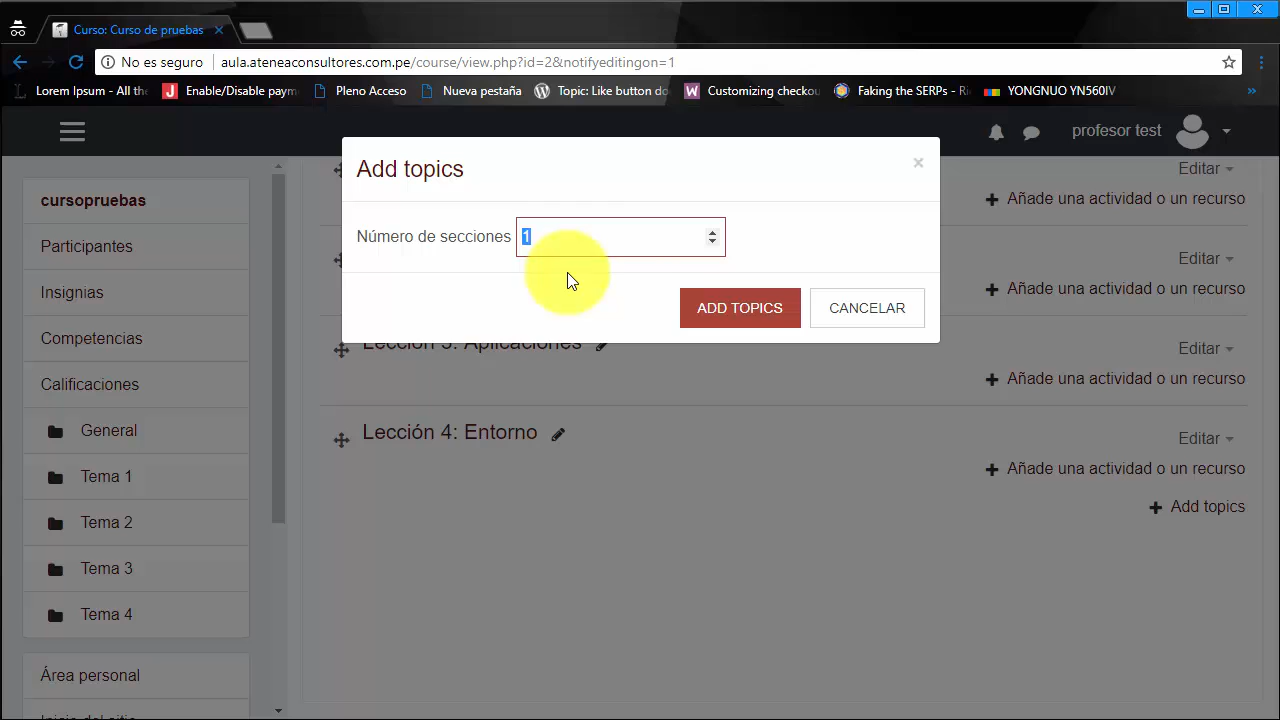 Curso: Curso de pruebas
No es seguro
aula.ateneaconsultores.com.pe/course/view.php?id=2&notifyeditingon=1
Lorem Ipsum - All the
Enable/Disable paym
Pleno Acceso
Nueva pestaña
Topic: Like button do
Customizing checkou
Faking the SERPs - Ri
YONGNUO YN560IV
profesor test
Add topics
Número de secciones 1
ADD TOPICS
CANCELAR
cursopruebas
Participantes
Insignias
Competencias
Calificaciones
General
Tema 1
Tema 2
Tema 3
Tema 4
Área personal
Inicio del sitio
Editar
Añade una actividad o un recurso
Editar
Añade una actividad o un recurso
Lección 3: Aplicaciones
Editar
Añade una actividad o un recurso
Lección 4: Entorno
Editar
Añade una actividad o un recurso
Add topics